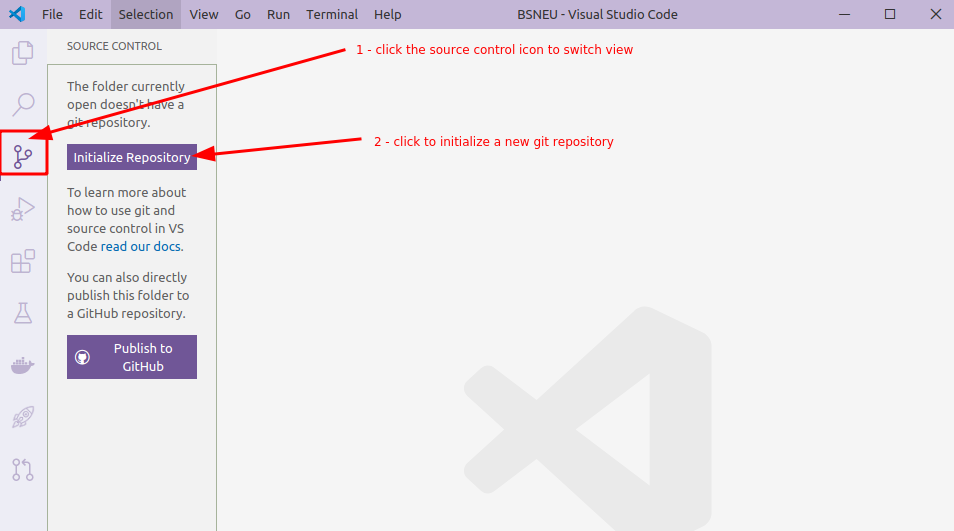 File Edit Selection View Go Run Terminal Help BSNEU - Visual Studio Code
SOURCE CONTROL
1 - click the source control icon to switch view
The folder currently
open doesn't have a
git repository.
2 - click to initialize a new git repository
Initialize Repository
To learn more about
how to use git and
source control in VS
Code read our docs.
You can also directly
publish this folder to
a GitHub repository.
Publish to
GitHub